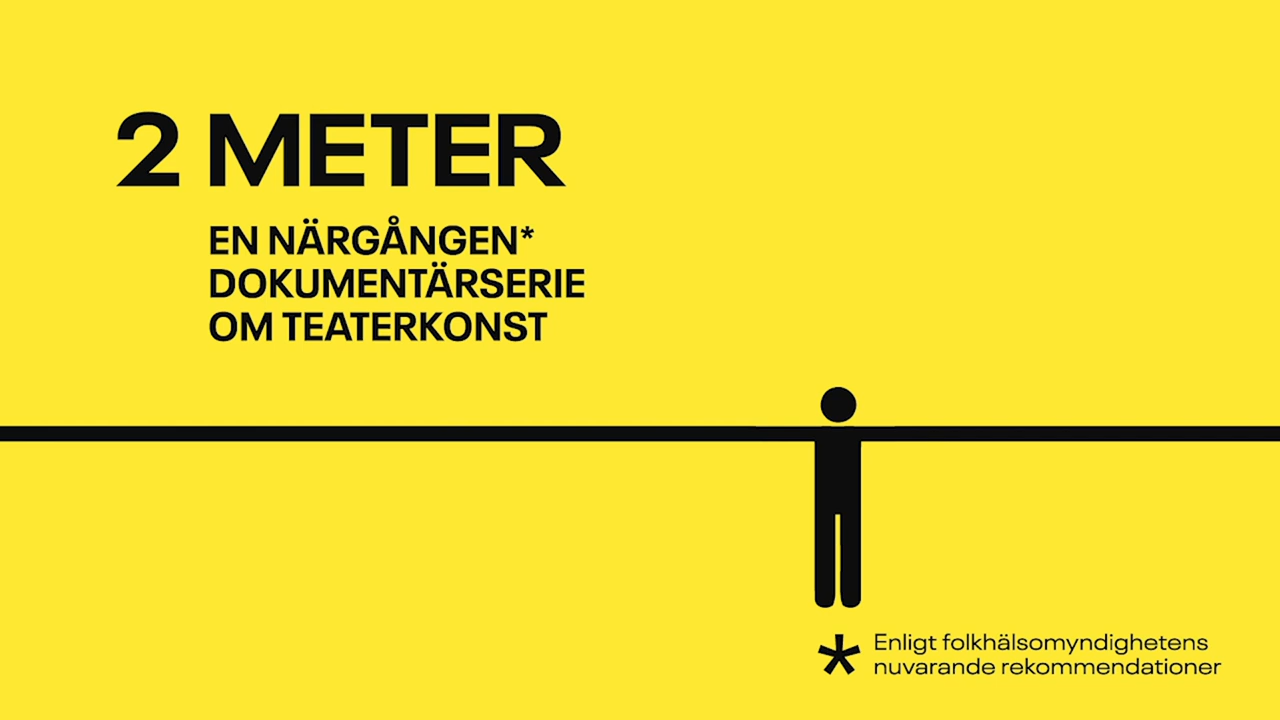 2 METER
EN NÄRGÅNGEN*
DOKUMENTÄRSERIE
OM TEATERKONST
* Enligt folkhälsomyndighetens
nuvarande rekommendationer